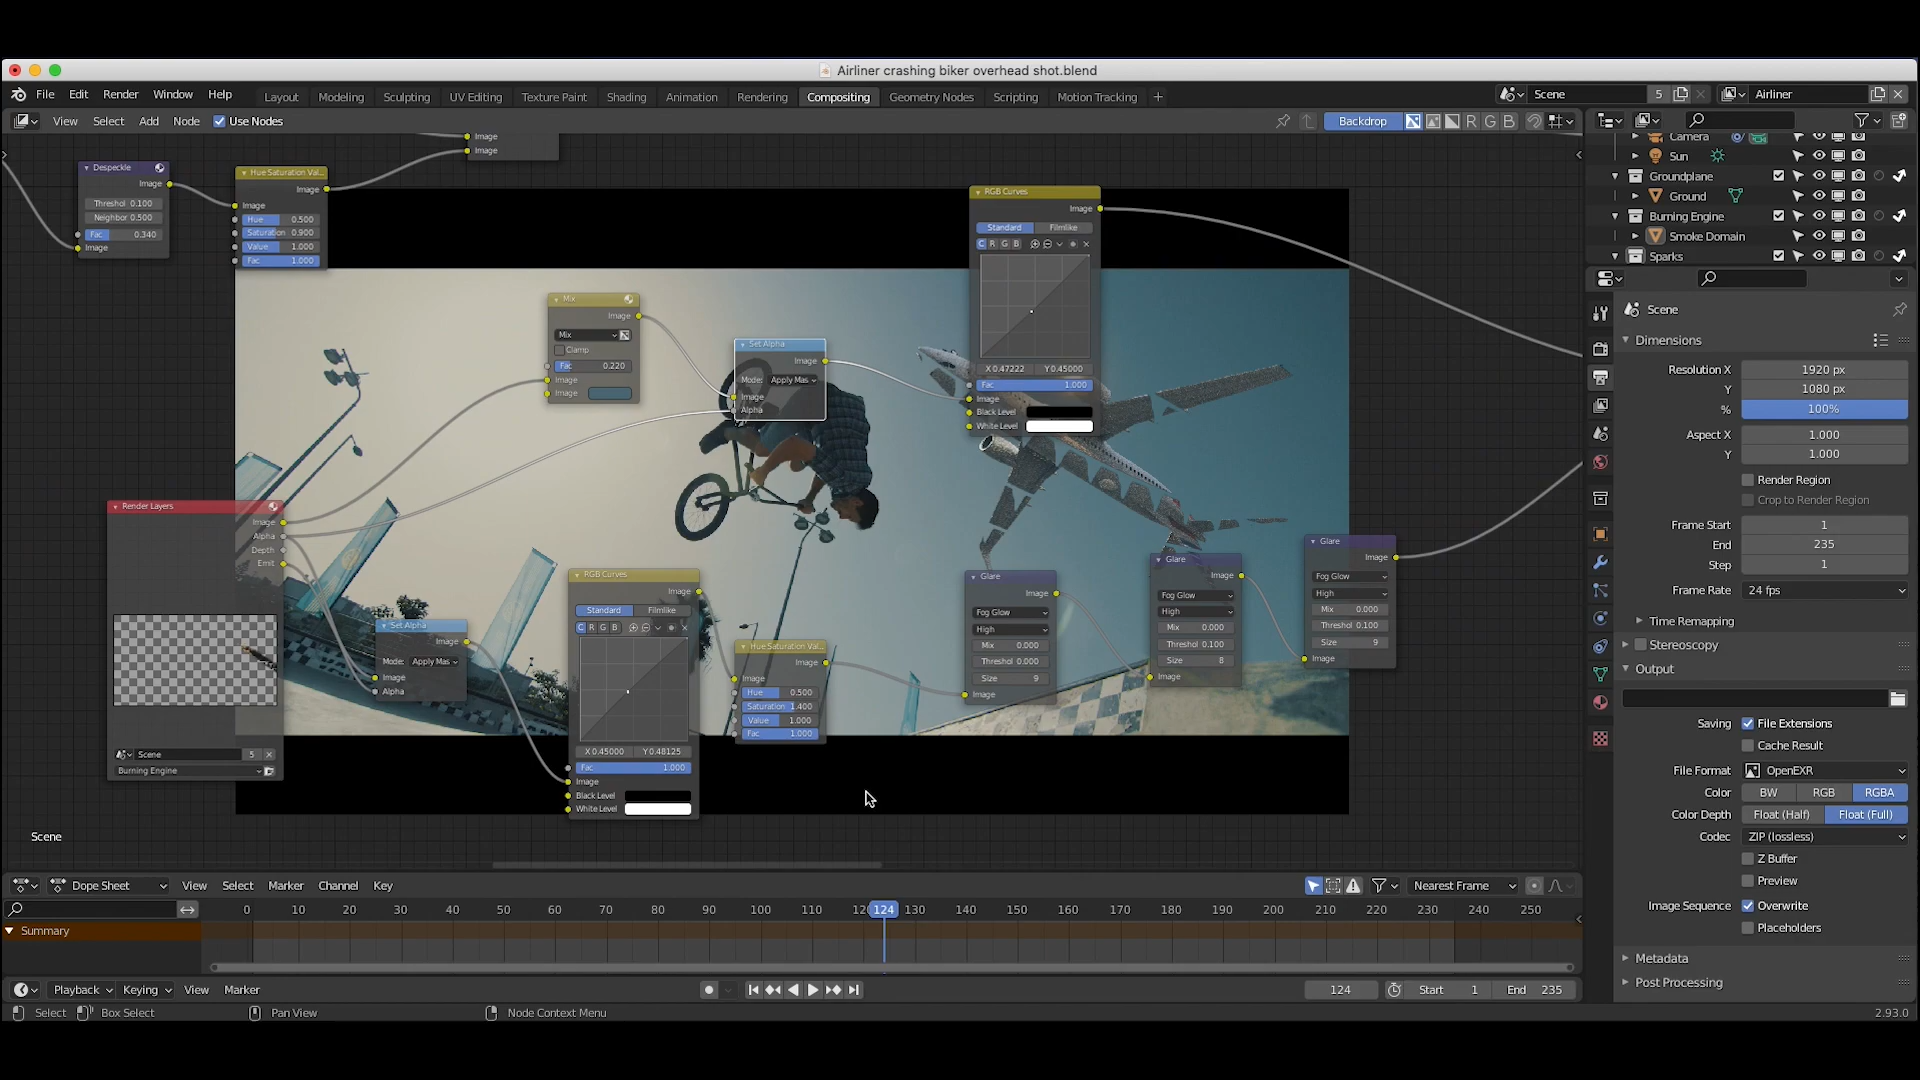 Airliner crashing biker overhead shot.blend
File Edit Render Window Help Layout Modeling Sculpting UV Editing Texture Paint Shading Animation Rendering Compositing Geometry Nodes Scripting Motion Tracking + Scene 5 Airliner
View Select Add Node Use Nodes Backdrop R G B
Image
Image
Despeckle
Image
Threshol 0.100
Neighbor 0.500
Fac 0.340
Image
Hue Saturation Val...
Image
Image
Hue 0.500
Saturation 0.900
Value 1.000
Fac 1.000
Mix
Image
Mix
Clamp
Fac 0.220
Image
Image
Set Alpha
Image
Mode: Apply Mas
Image
Alpha
RGB Curves
Image
Standard Filmlike
C R G B
X 0.47222 Y 0.45000
Fac 1.000
Image
Black Level
White Level
Render Layers
Image
Alpha
Depth
Emit
Scene 5
Burning Engine
Set Alpha
Image
Mode: Apply Mas
Image
Alpha
RGB Curves
Image
Standard Filmlike
C R G B
X 0.45000 Y 0.48125
Fac 1.000
Image
Black Level
White Level
Hue Saturation Val...
Image
Image
Hue 0.500
Saturation 1.400
Value 1.000
Fac 1.000
Glare
Image
Fog Glow
High
Mix 0.000
Threshol 0.000
Size 9
Image
Glare
Image
Fog Glow
High
Mix 0.000
Threshol 0.100
Size 8
Image
Glare
Image
Fog Glow
High
Mix 0.000
Threshol 0.100
Size 9
Image
Scene
Camera
Sun
Groundplane
Ground
Burning Engine
Smoke Domain
Sparks
Scene
Dimensions
Resolution X 1920 px
Y 1080 px
% 100%
Aspect X 1.000
Y 1.000
Render Region
Crop to Render Region
Frame Start 1
End 235
Step 1
Frame Rate 24 fps
Time Remapping
Stereoscopy
Output
Saving File Extensions
Cache Result
File Format OpenEXR
Color BW RGB RGBA
Color Depth Float (Half) Float (Full)
Codec ZIP (lossless)
Z Buffer
Preview
Image Sequence Overwrite
Placeholders
Metadata
Post Processing
Dope Sheet View Select Marker Channel Key Nearest Frame
0 10 20 30 40 50 60 70 80 90 100 110 124 130 140 150 160 170 180 190 200 210 220 230 240 250
Summary
Playback Keying View Marker 124 Start 1 End 235
Select Box Select Pan View Node Context Menu 2.93.0